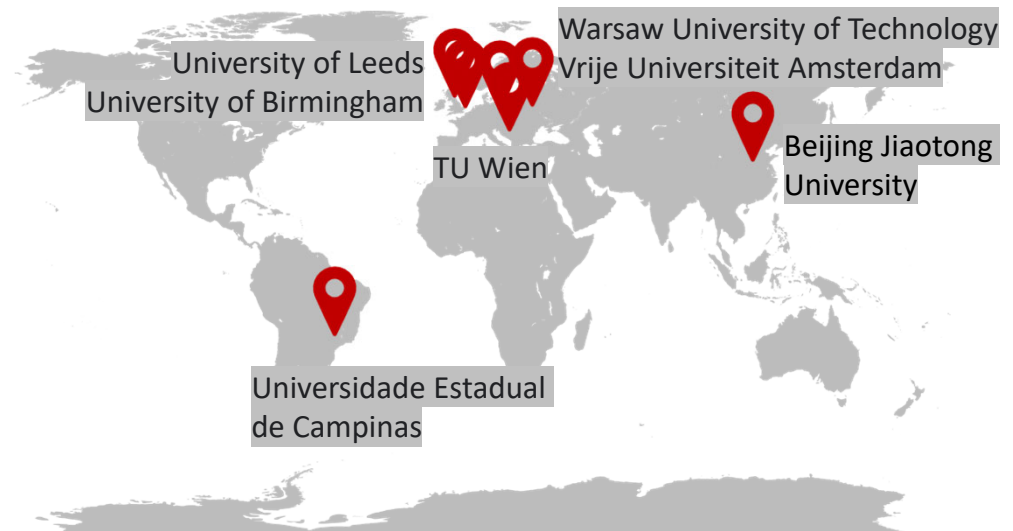 Warsaw University of Technology
Vrije Universiteit Amsterdam
University of Leeds
University of Birmingham
TU Wien
Beijing Jiaotong
University
Universidade Estadual
de Campinas